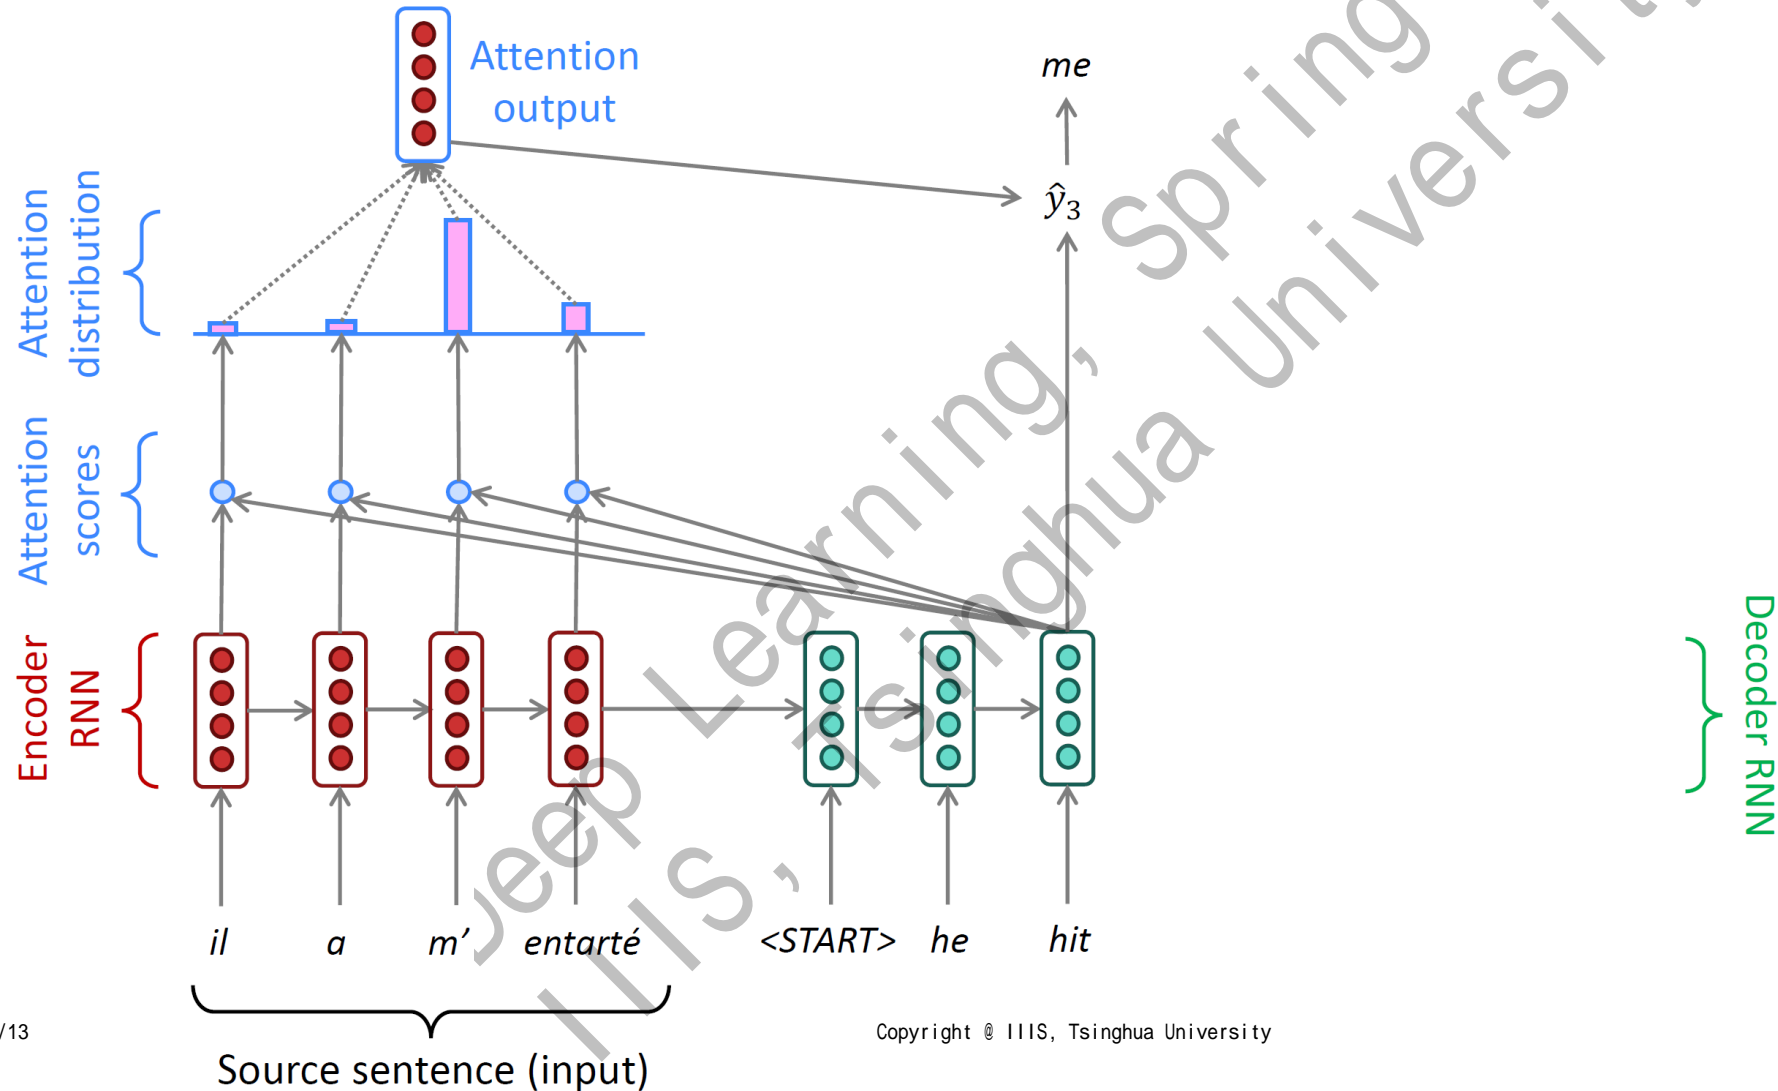 Attention
output
me
ŷ₃
Attention
distribution
Attention
scores
Encoder
RNN
Decoder RNN
il a m’ entarté <START> he hit
Source sentence (input)
/13
Copyright @ IIIS, Tsinghua University
Deep Learning, Spring
IIIS, Tsinghua University